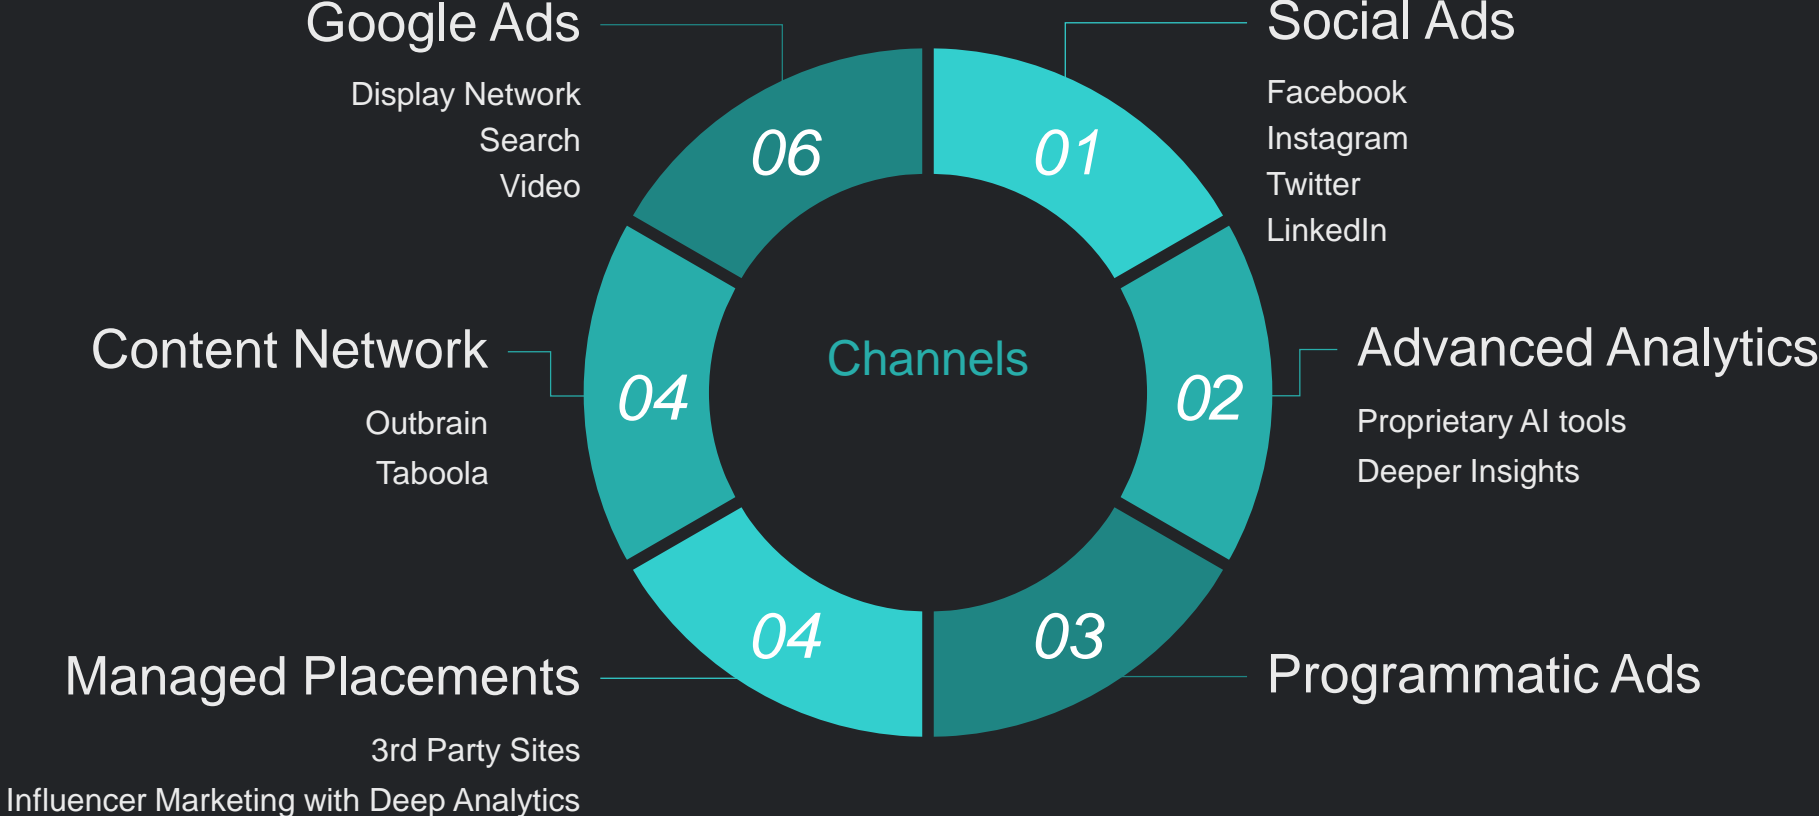 Google Ads
Display Network
Search
Video
06
01
Social Ads
Facebook
Instagram
Twitter
LinkedIn
Content Network
Outbrain
Taboola
04
Channels
02
Advanced Analytics
Proprietary AI tools
Deeper Insights
Managed Placements
3rd Party Sites
Influencer Marketing with Deep Analytics
04
03
Programmatic Ads